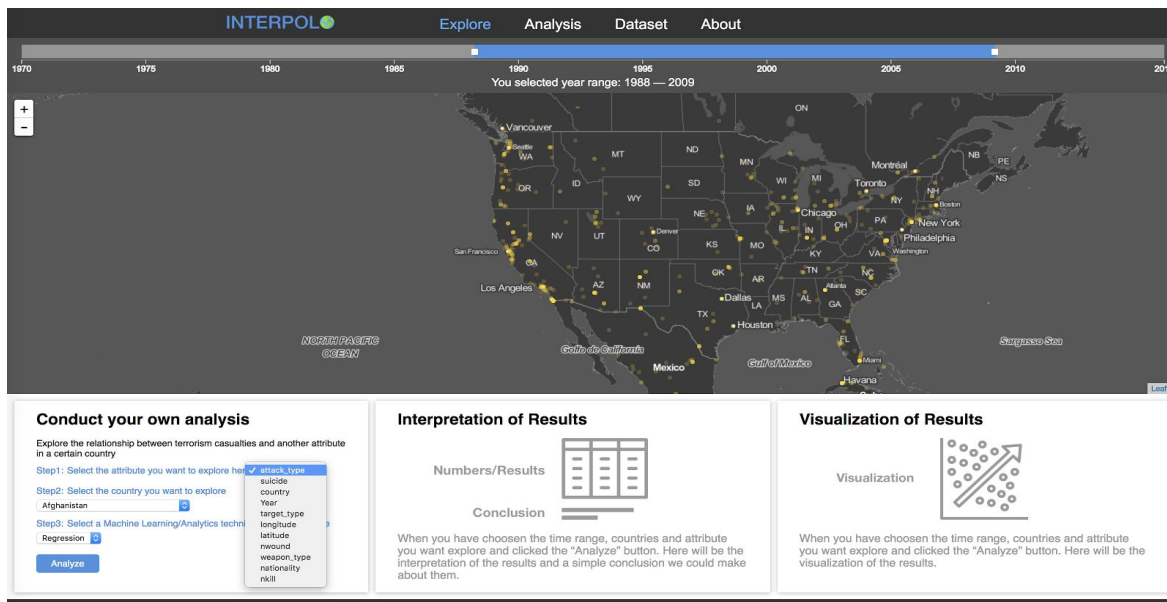 INTERPOL
Explore Analysis Dataset About
1970 1975 1980 1985 1990 1995 2000 2005 2010
You selected year range: 1988 — 2009
+
−
ON
Vancouver
Seattle
WA
MT
ND
MN
Montréal
NB
PE
NS
OR
ID
SD
WI
MI
Toronto
NH
WY
NY
Boston
IA
Chicago
NE
NV
UT
Denver
CO
IL
IN
OH
PA
New York
Philadelphia
San Francisco
KS
MO
KY
VA
Washington
CA
OK
TN
NC
Los Angeles
AZ
NM
AR
Atlanta
SC
Dallas
MS
AL
GA
LA
TX
Houston
NORTH PACIFIC
OCEAN
Golfo de California
FL
Sargasso Sea
Gulf of Mexico
Miami
Mexico
Havana
Leaf
Conduct your own analysis
Explore the relationship between terrorism casualties and another attribute
in a certain country
Step1: Select the attribute you want to explore her
✓ attack_type
suicide
country
Year
target_type
longitude
latitude
nwound
weapon_type
nationality
nkill
Step2: Select the country you want to explore
Afghanistan
Step3: Select a Machine Learning/Analytics techni
Regression
Analyze
Interpretation of Results
Numbers/Results
Conclusion
When you have choosen the time range, countries and attribute
you want explore and clicked the “Analyze” button. Here will be the
interpretation of the results and a simple conclusion we could make
about them.
Visualization of Results
Visualization
When you have choosen the time range, countries and attribute
you want explore and clicked the “Analyze” button. Here will be the
visualization of the results.